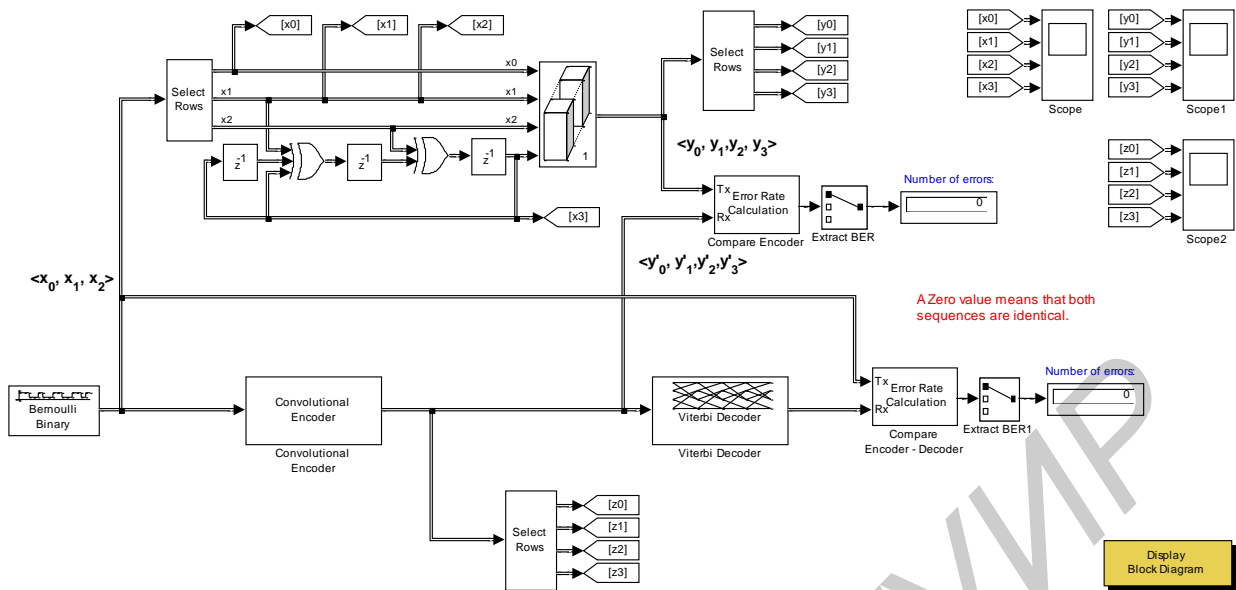 [x0]
[x1]
[x2]
Select
Rows
x0
x1
x2
x0
x1
x2
1
z⁻¹
z⁻¹
z⁻¹
[x3]
Select
Rows
[y0]
[y1]
[y2]
[y3]
[x0]
[x1]
[x2]
[x3]
Scope
[y0]
[y1]
[y2]
[y3]
Scope1
[z0]
[z1]
[z2]
[z3]
Scope2
<y₀, y₁,y₂, y₃>
Tx
Rx
Error Rate
Calculation
Compare Encoder
Extract BER
Number of errors:
0
<y'₀, y'₁,y'₂,y'₃>
<x₀, x₁, x₂>
A Zero value means that both
sequences are identical.
Bernoulli
Binary
Convolutional
Encoder
Convolutional
Encoder
Viterbi Decoder
Viterbi Decoder
Tx
Rx
Error Rate
Calculation
Compare
Encoder - Decoder
Extract BER1
Number of errors:
0
Select
Rows
[z0]
[z1]
[z2]
[z3]
Display
Block Diagram
УИР